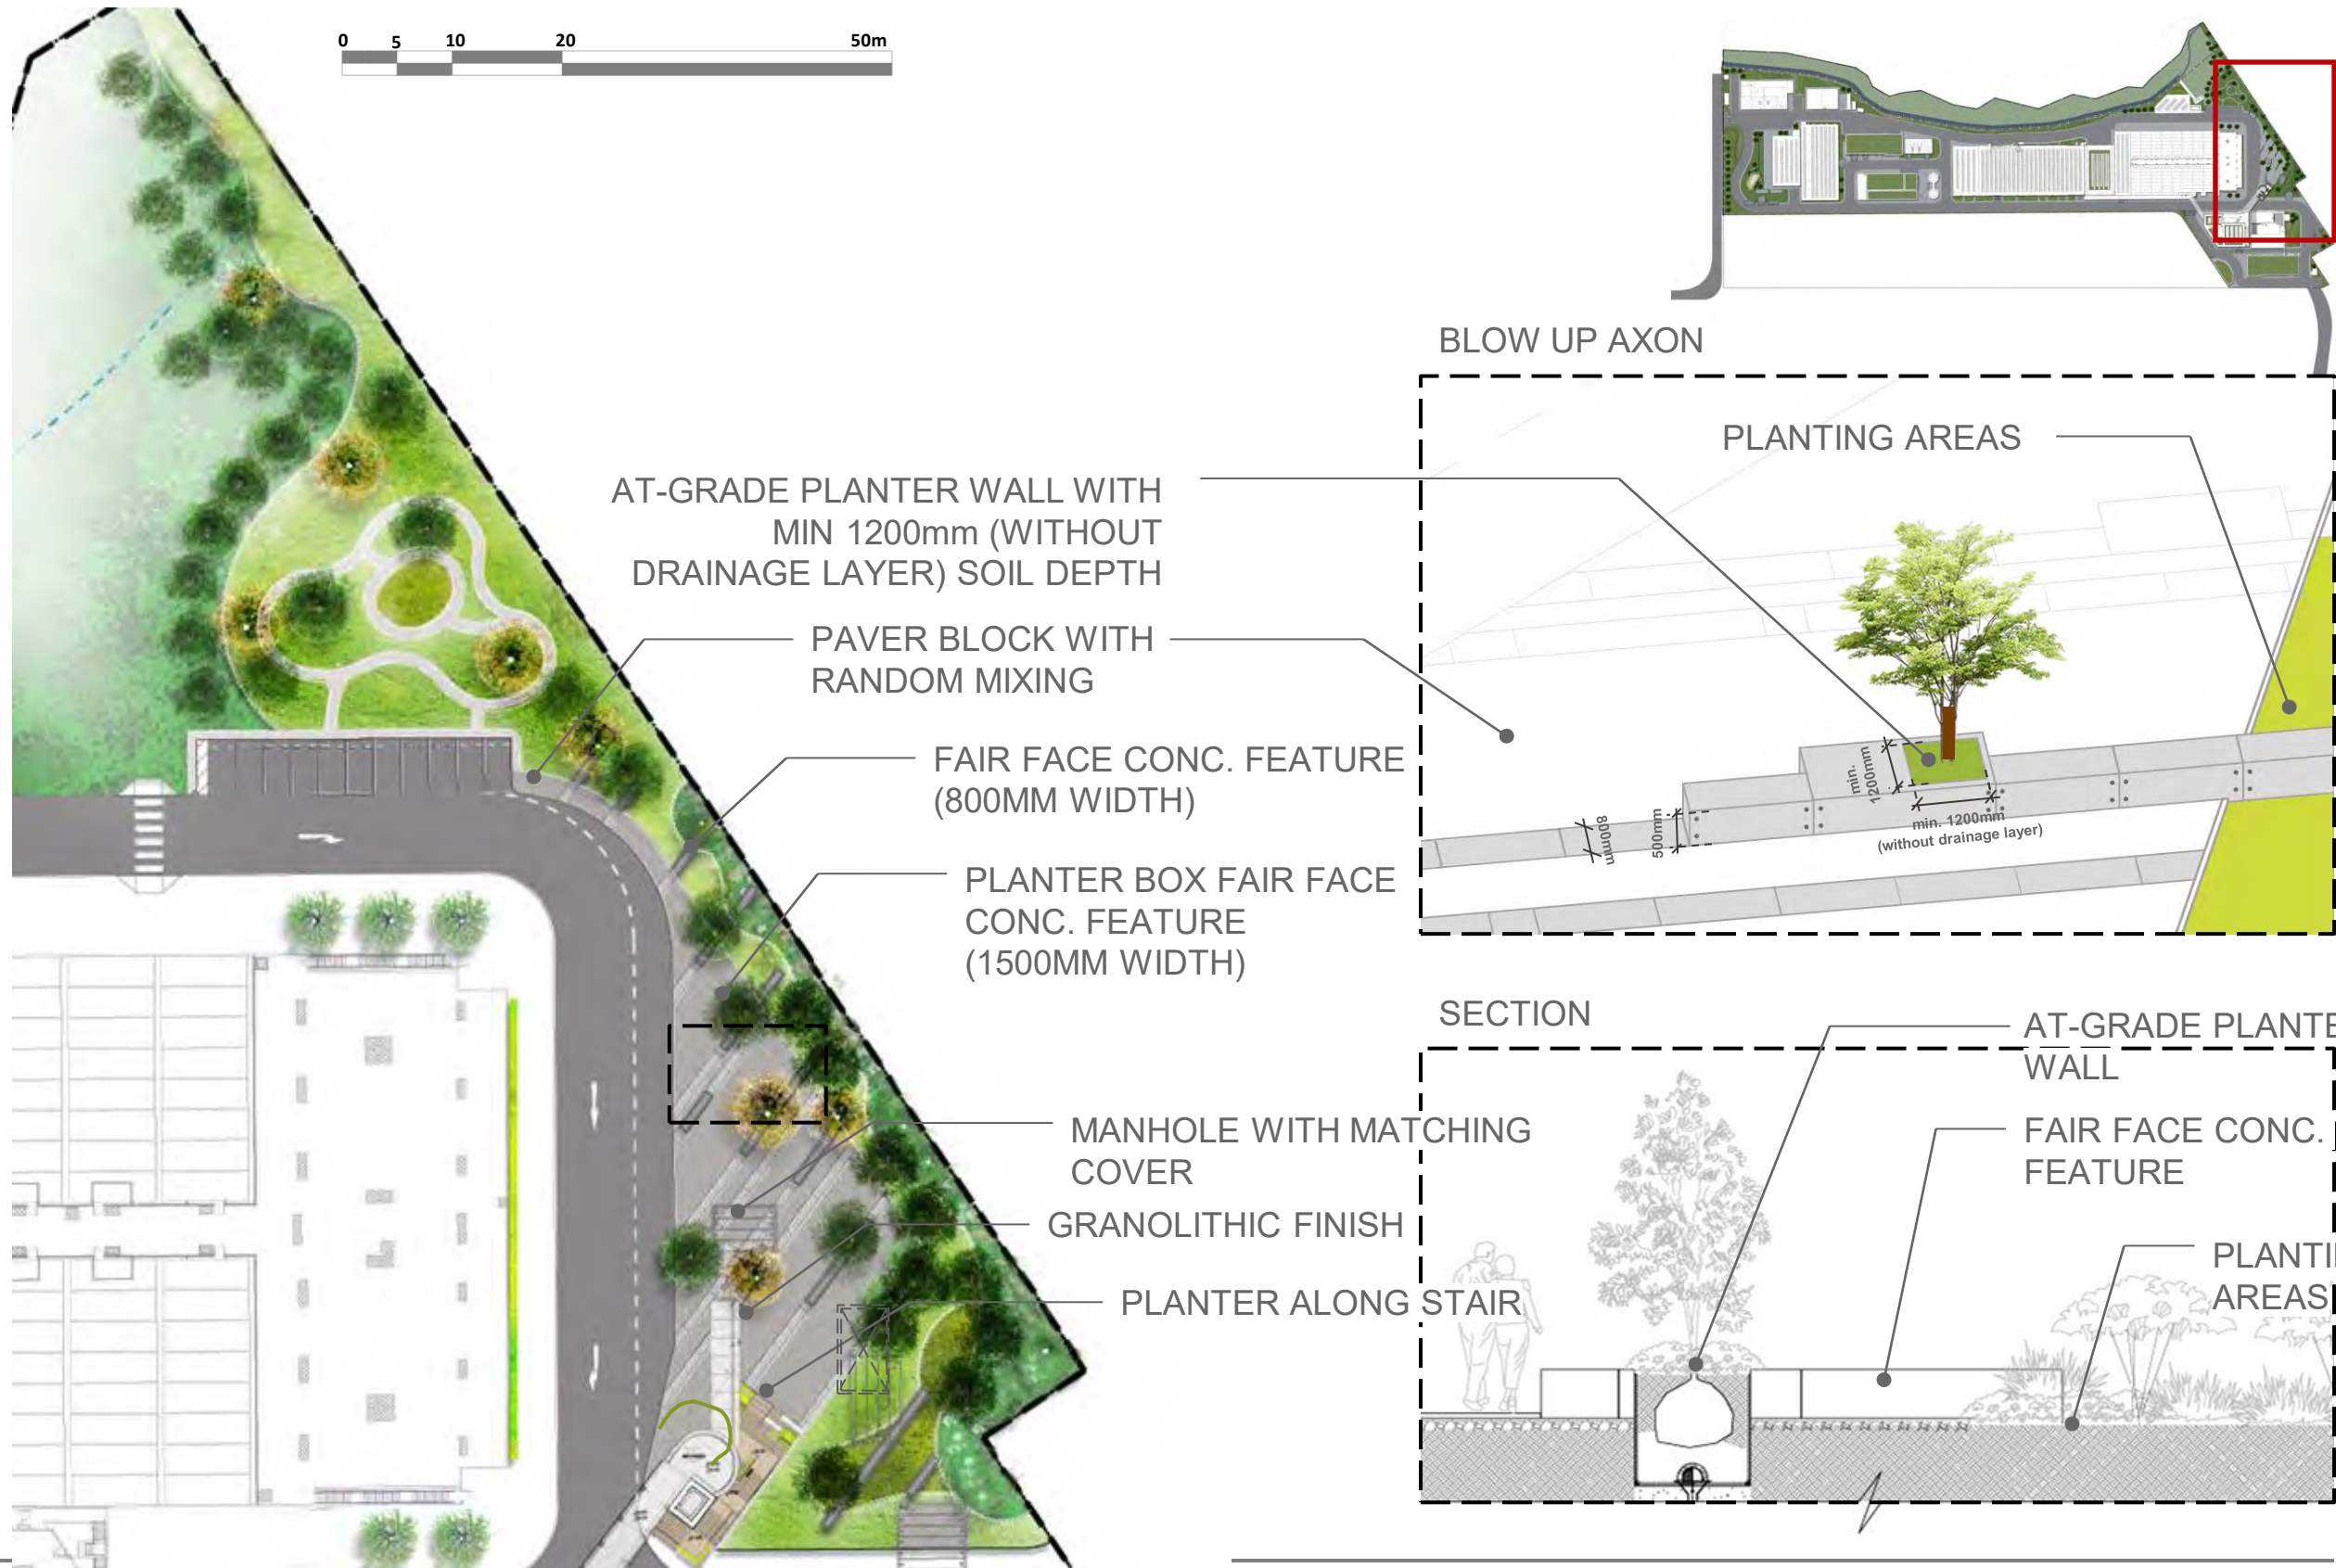 0 5 10 20 50m
BLOW UP AXON
PLANTING AREAS
AT-GRADE PLANTER WALL WITH
MIN 1200mm (WITHOUT
DRAINAGE LAYER) SOIL DEPTH
PAVER BLOCK WITH
RANDOM MIXING
FAIR FACE CONC. FEATURE
(800MM WIDTH)
PLANTER BOX FAIR FACE
CONC. FEATURE
(1500MM WIDTH)
min.
1200mm
800mm
500mm
min. 1200mm
(without drainage layer)
SECTION
AT-GRADE PLANTE
WALL
MANHOLE WITH MATCHING
COVER
FAIR FACE CONC.
FEATURE
GRANOLITHIC FINISH
PLANTER ALONG STAIR
PLANTI
AREAS